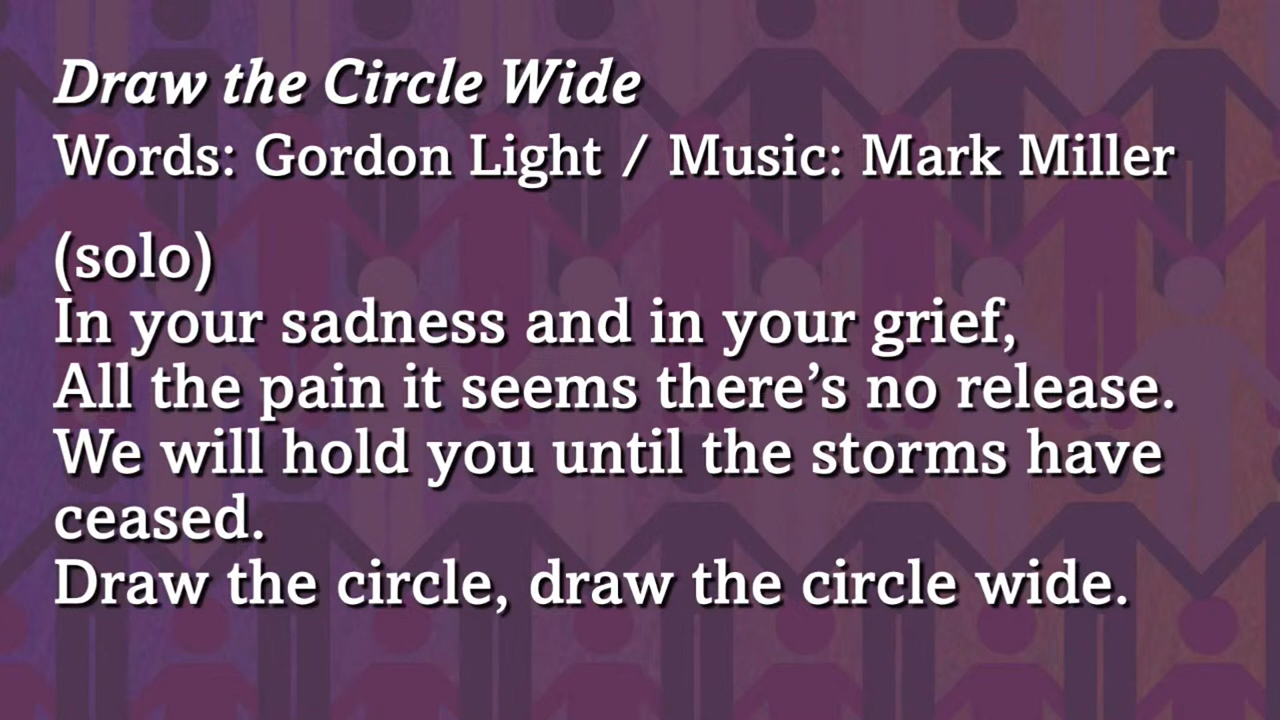 Draw the Circle Wide
Words: Gordon Light / Music: Mark Miller
(solo)
In your sadness and in your grief,
All the pain it seems there’s no release.
We will hold you until the storms have
ceased.
Draw the circle, draw the circle wide.